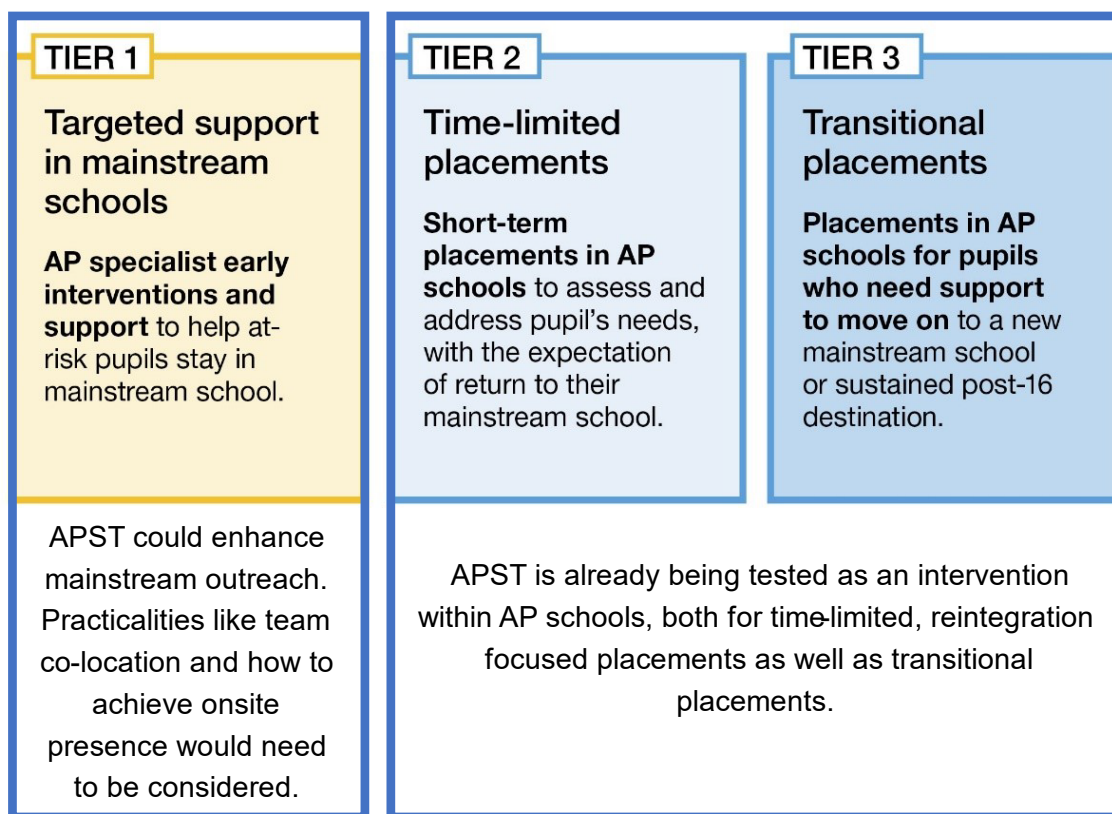 TIER 1
Targeted support
in mainstream
schools
AP specialist early
interventions and
support to help at-
risk pupils stay in
mainstream school.
APST could enhance
mainstream outreach.
Practicalities like team
co-location and how to
achieve onsite
presence would need
to be considered.
TIER 2
Time-limited
placements
Short-term
placements in AP
schools to assess and
address pupil's needs,
with the expectation
of return to their
mainstream school.
TIER 3
Transitional
placements
Placements in AP
schools for pupils
who need support
to move on to a new
mainstream school
or sustained post-16
destination.
APST is already being tested as an intervention
within AP schools, both for time-limited, reintegration
focused placements as well as transitional
placements.